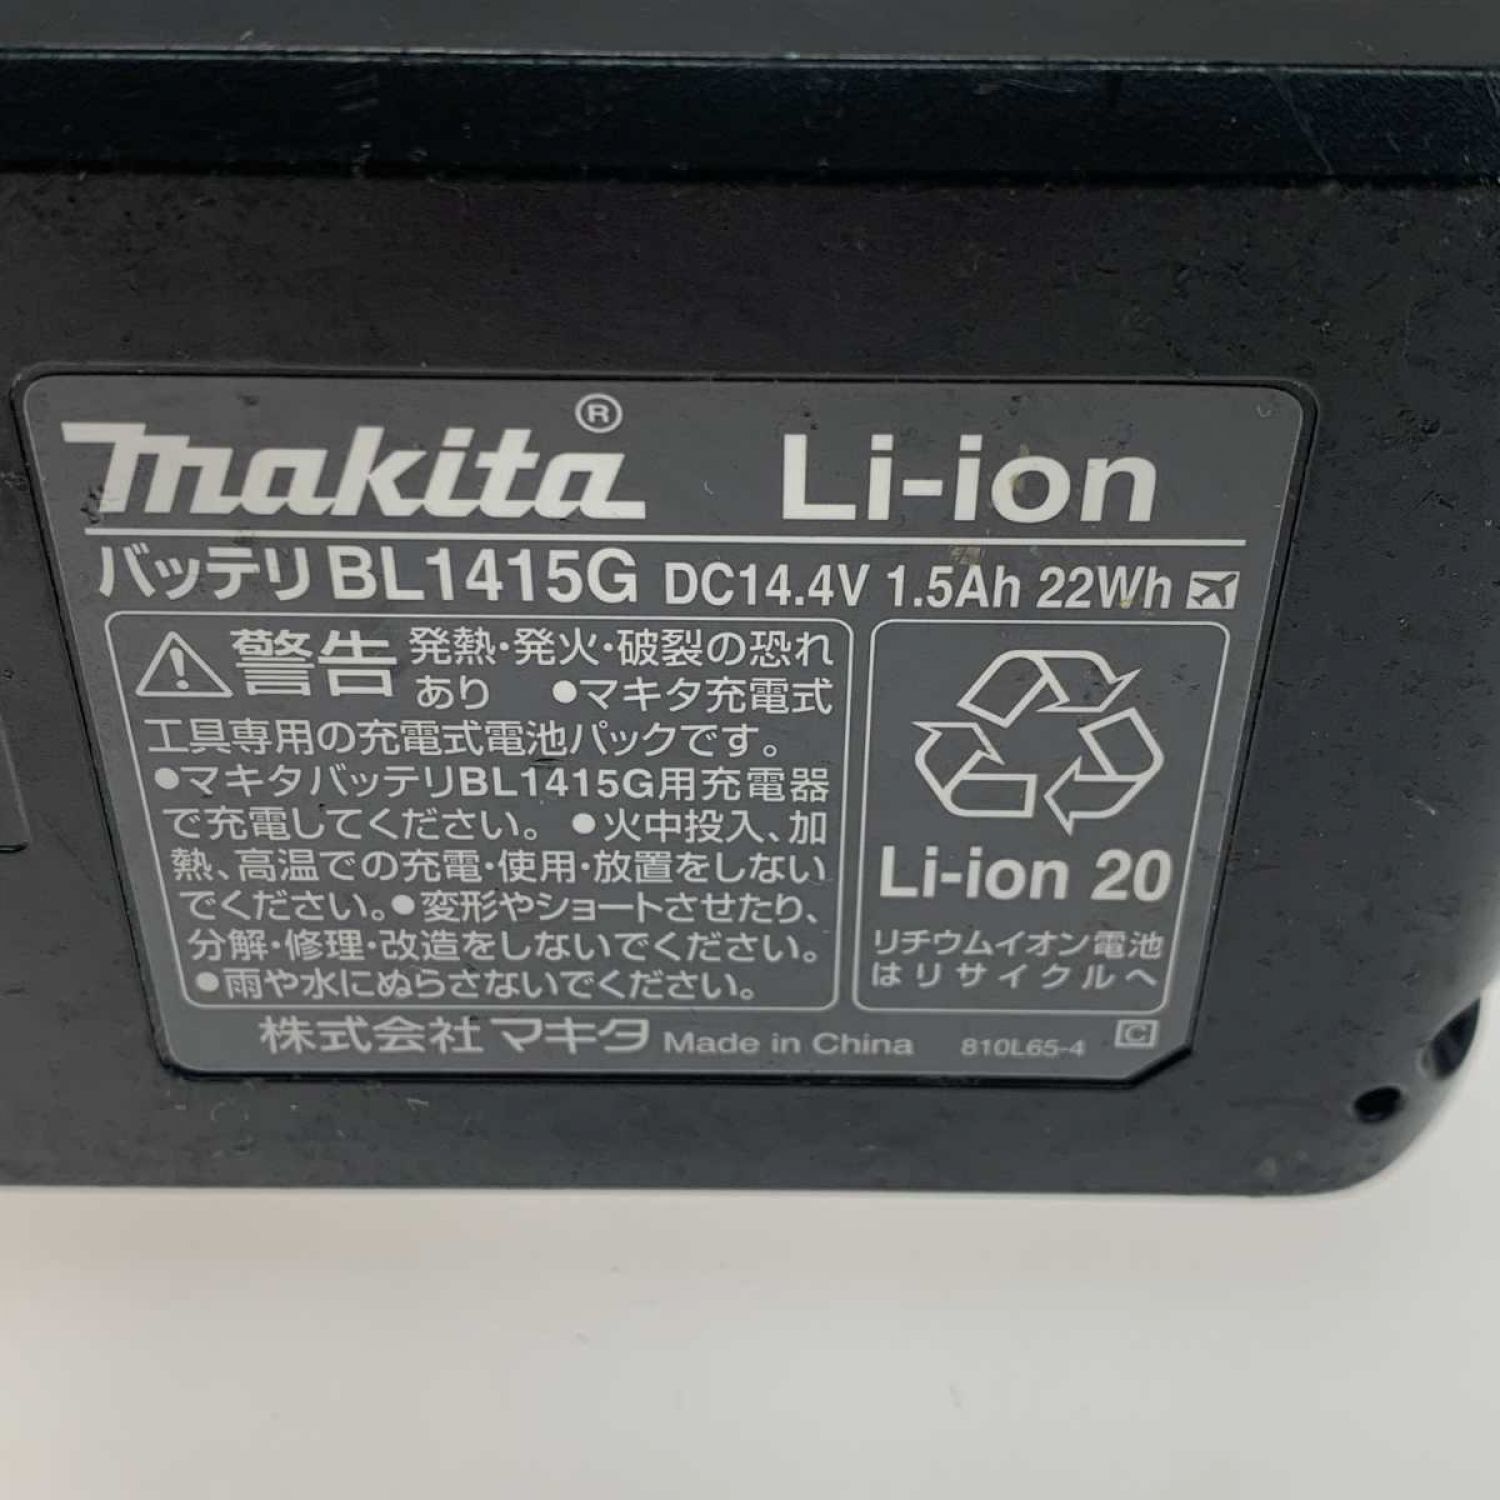 makita® Li-ion
バッテリ BL1415G DC14.4V 1.5Ah 22Wh
警告 発熱・発火・破裂の恐れ
あり ●マキタ充電式
工具専用の充電式電池パックです。
●マキタバッテリBL1415G用充電器
で充電してください。 ●火中投入、加
熱、高温での充電・使用・放置をしない
でください。●変形やショートさせたり、
分解・修理・改造をしないでください。
●雨や水にぬらさないでください。
Li-ion 20
リチウムイオン電池
はリサイクルへ
株式会社マキタ Made in China 810L65-4 C